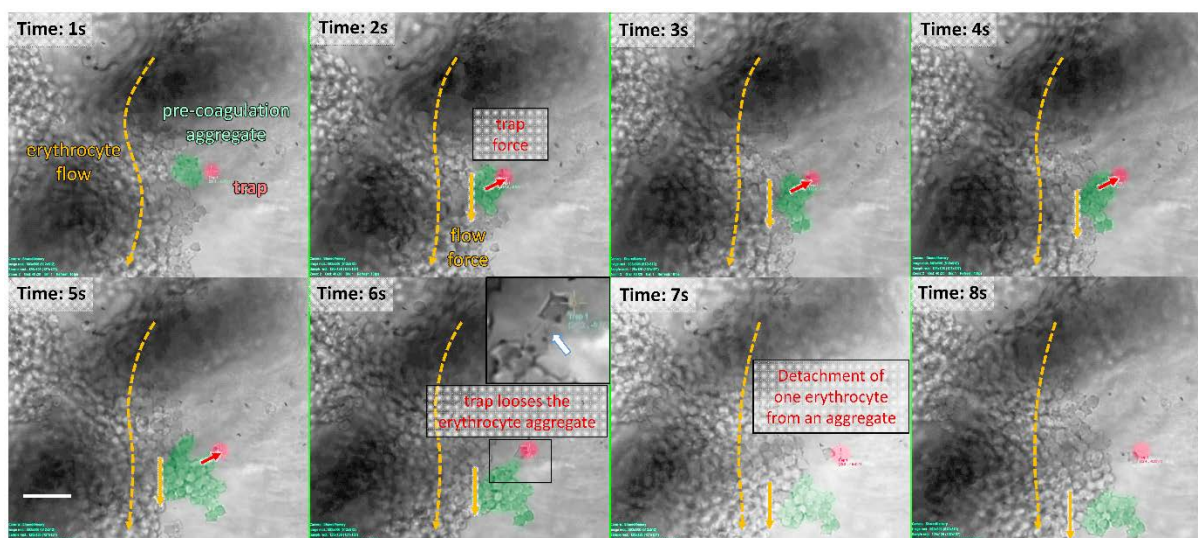 Time: 1s
pre-coagulation
aggregate
erythrocyte
flow
trap
Time: 2s
trap
force
flow
force
Time: 3s
Time: 4s
Time: 5s
Time: 6s
trap looses the
erythrocyte aggregate
Time: 7s
Detachment of
one erythrocyte
from an aggregate
Time: 8s